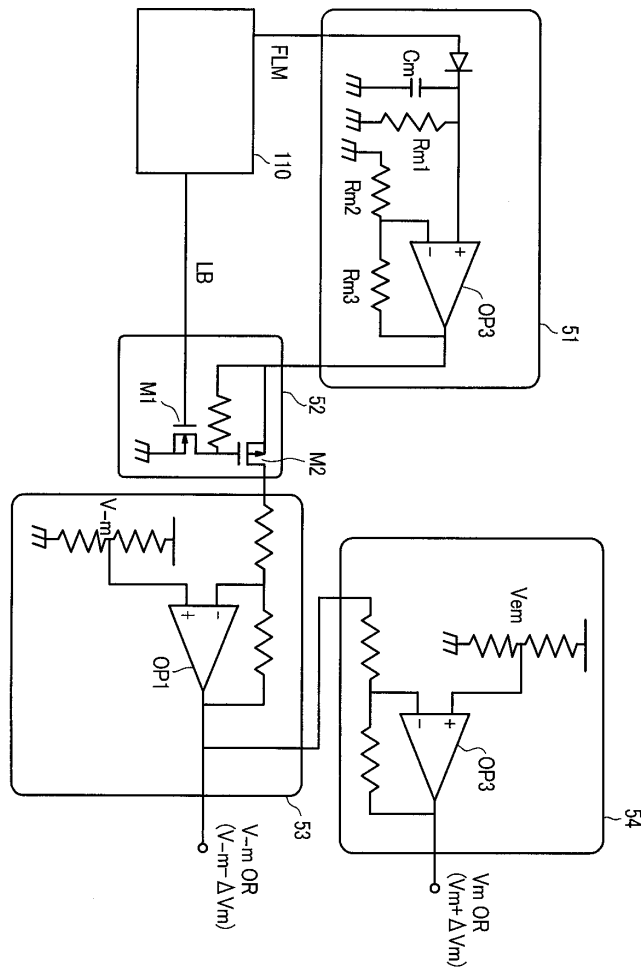 FLM
110
LB
Cm
Rm1
Rm2
Rm3
+
-
OP3
51
M1
M2
52
V-m
-
+
OP1
53
V-m OR
(V-m- ΔVm)
Vem
+
-
OP3
54
Vm OR
(Vm+ ΔVm)